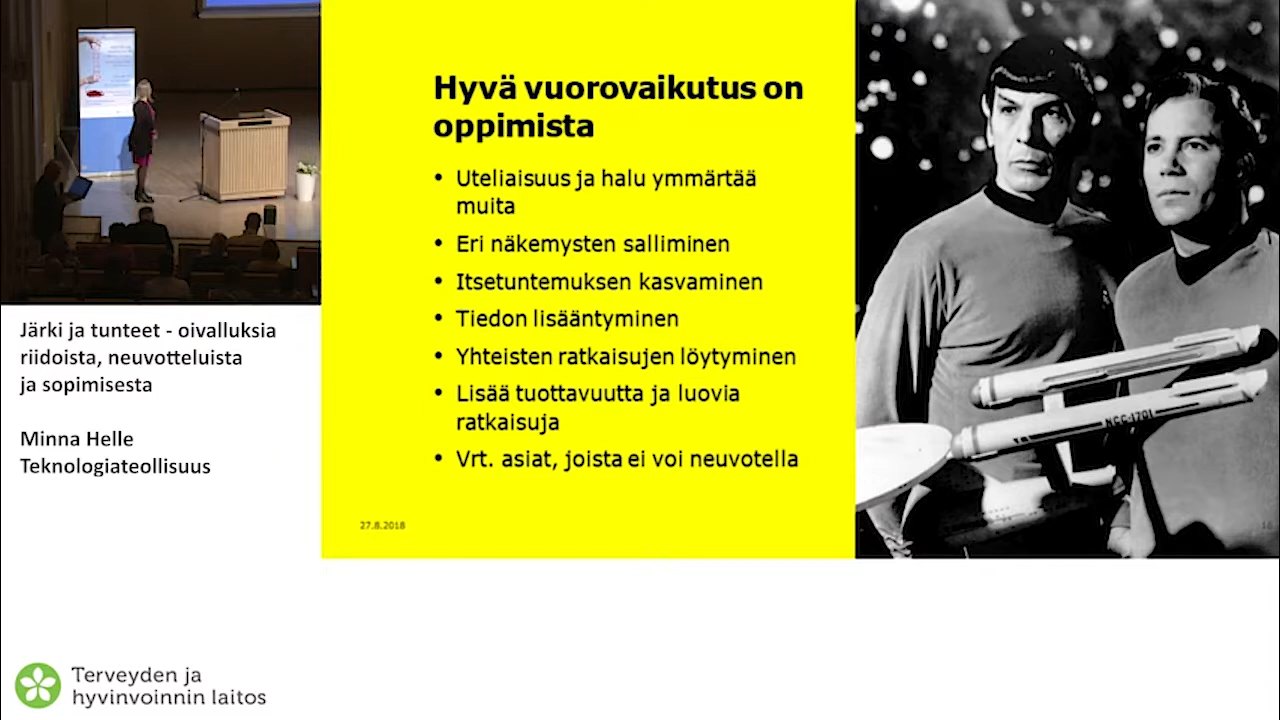 Järki ja tunteet - oivalluksia
riidoista, neuvotteluista
ja sopimisesta
Minna Helle
Teknologiateollisuus
Hyvä vuorovaikutus on
oppimista
• Uteliaisuus ja halu ymmärtää
muita
• Eri näkemysten salliminen
• Itsetuntemuksen kasvaminen
• Tiedon lisääntyminen
• Yhteisten ratkaisujen löytyminen
• Lisää tuottavuutta ja luovia
ratkaisuja
• Vrt. asiat, joista ei voi neuvotella
27.8.2018
NCC-1701
Terveyden ja
hyvinvoinnin laitos